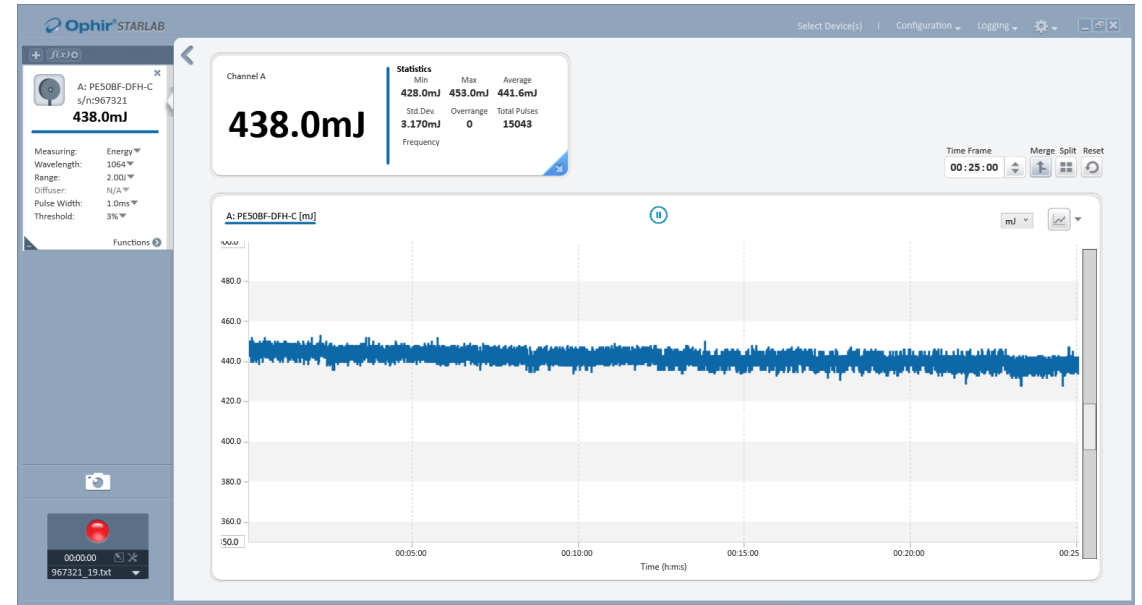 Ophir® STARLAB
Select Device(s) | Configuration Logging
+ f(x)
A: PE50BF-DFH-C
s/n:967321
438.0mJ
Measuring: Energy
Wavelength: 1064
Range: 2.00J
Diffuser: N/A
Pulse Width: 1.0ms
Threshold: 3%
Functions
00:00:00
967321_19.txt
Channel A
438.0mJ
Statistics
Min Max Average
428.0mJ 453.0mJ 441.6mJ
Std.Dev. Overrange Total Pulses
3.170mJ 0 15043
Frequency
Time Frame Merge Split Reset
00:25:00
A: PE50BF-DFH-C [mJ]
mJ
480.0
460.0
440.0
420.0
400.0
380.0
360.0
00:05:00 00:10:00 00:15:00 00:20:00 00:25
Time (h:m:s)